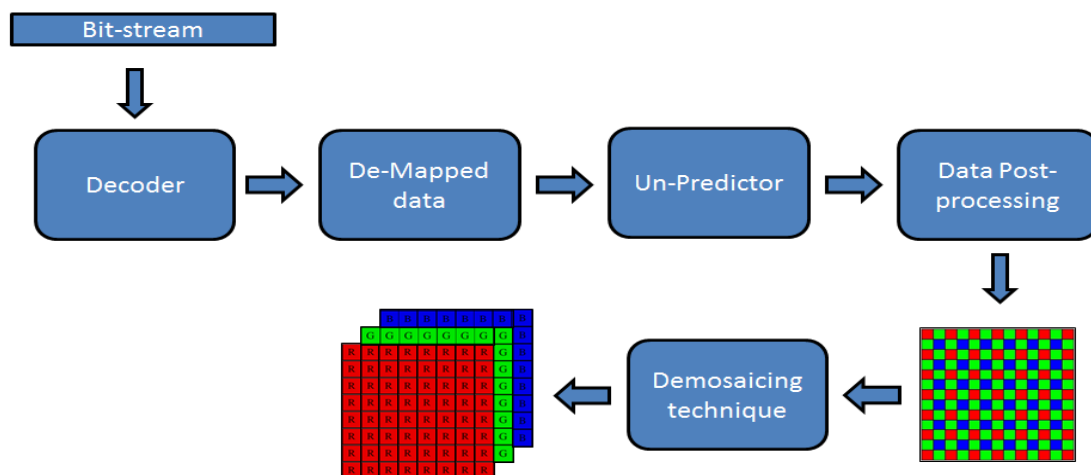 Bit-stream
Decoder
De-Mapped
data
Un-Predictor
Data Post-
processing
R R R R R R R B
G G G G G G G G B
R R R R R R R R G B
R R R R R R R R G B
R R R R R R R R G B
R R R R R R R R G B
R R R R R R R R G B
R R R R R R R R G B
R R R R R R R R G
R R R R R R R R
Demosaicing
technique